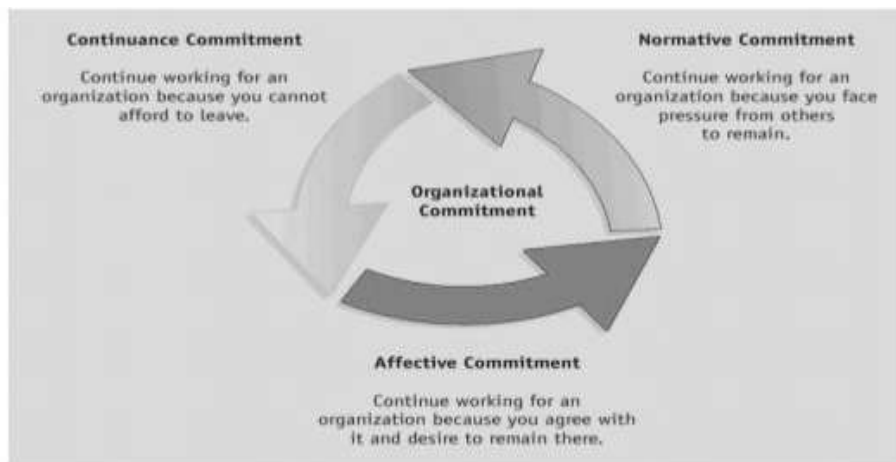 Continuance Commitment
Continue working for an
organization because you cannot
afford to leave.
Normative Commitment
Continue working for an
organization because you face
pressure from others
to remain.
Organizational
Commitment
Affective Commitment
Continue working for an
organization because you agree with
it and desire to remain there.